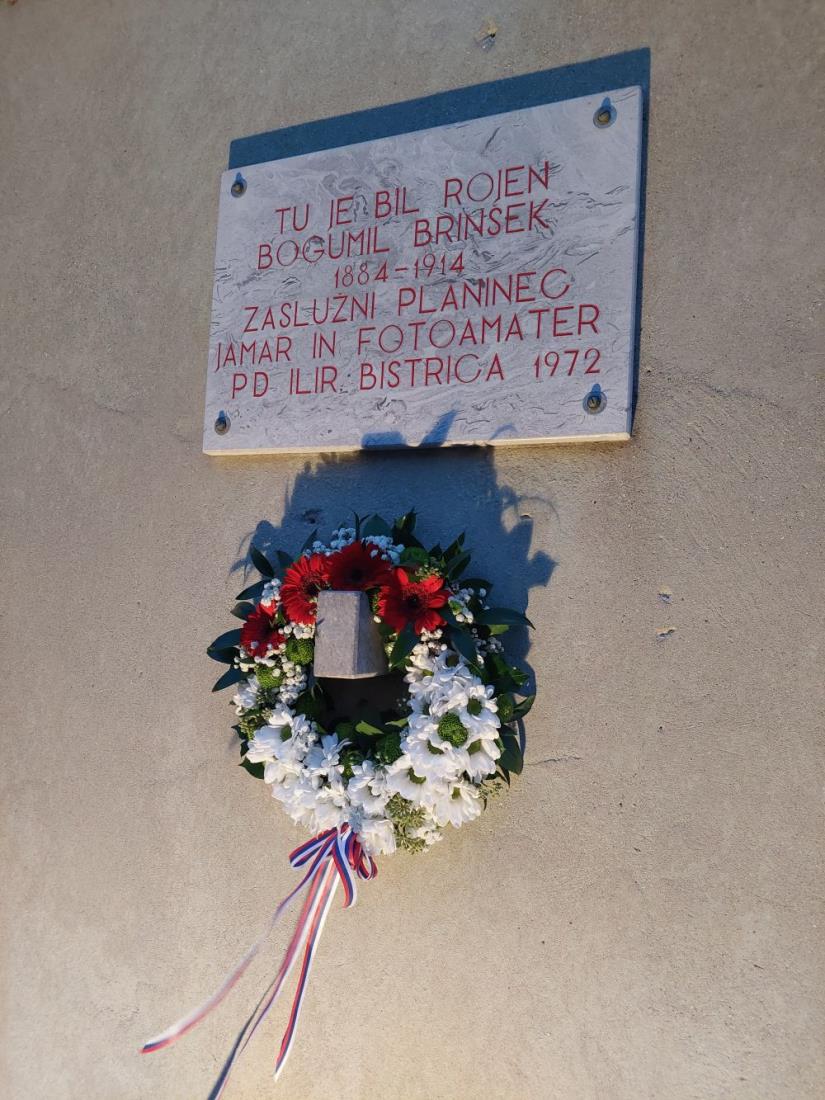 TU JE BIL ROJEN
BOGUMIL BRINŠEK
1884-1914
ZASLUŽNI PLANINEC
JAMAR IN FOTOAMATER
PD ILIR. BISTRICA 1972